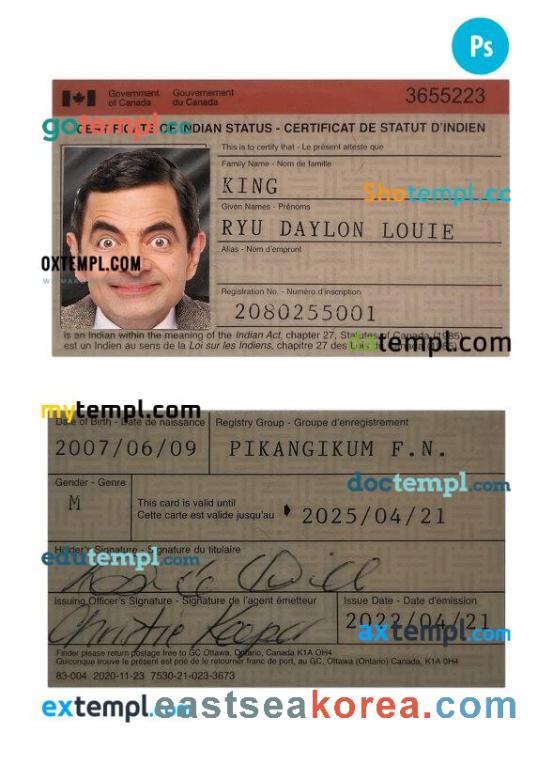 Ps
Government of Canada Gouvernement du Canada
3655223
gotempl.cc
CERTIFICATE OF INDIAN STATUS - CERTIFICAT DE STATUT D'INDIEN
This is to certify that - Le présent atteste que
Family Name - Nom de famille
KING
Shotempl.cc
Given Names - Prénoms
RYU DAYLON LOUIE
Alias - Nom d'emprunt
OXTEMPL.COM
Registration No. - Numéro d'inscription
2080255001
is an Indian within the meaning of the Indian Act, chapter 27, Statutes of Canada (1985)
est un Indien au sens de la Loi sur les Indiens, chapitre 27 des Lois
templ.com
mytempl.com
Date of Birth - Date de naissance
Registry Group - Groupe d'enregistrement
2007/06/09
PIKANGIKUM F.N.
Gender - Genre
M
This card is valid until
Cette carte est valide jusqu'au
2025/04/21
doctempl.com
Holder's Signature - Signature du titulaire
edutempl.com
Issuing Officer's Signature - Signature de l'agent émetteur
Issue Date - Date d'émission
Christie
2022/04/21
axtempl.com
Finder please return postage free to GC Ottawa, Ontario, Canada K1A 0H4
Quiconque trouve le présent est prié de le retourner franc de port, au GC, Ottawa (Ontario) Canada, K1A 0H4
83-004 2020-11-23 7530-21-023-3673
extempl.com
eastseakorea.com